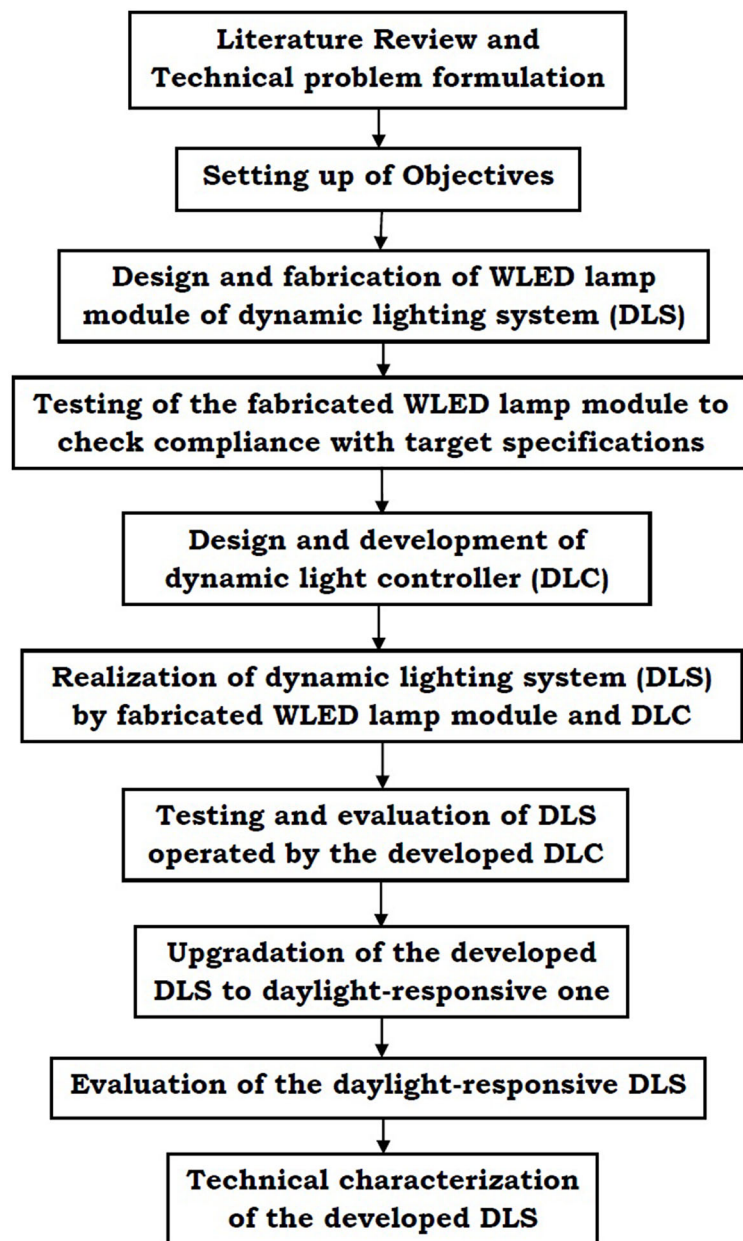 Literature Review and
Technical problem formulation
Setting up of Objectives
Design and fabrication of WLED lamp
module of dynamic lighting system (DLS)
Testing of the fabricated WLED lamp module to
check compliance with target specifications
Design and development of
dynamic light controller (DLC)
Realization of dynamic lighting system (DLS)
by fabricated WLED lamp module and DLC
Testing and evaluation of DLS
operated by the developed DLC
Upgradation of the developed
DLS to daylight-responsive one
Evaluation of the daylight-responsive DLS
Technical characterization
of the developed DLS